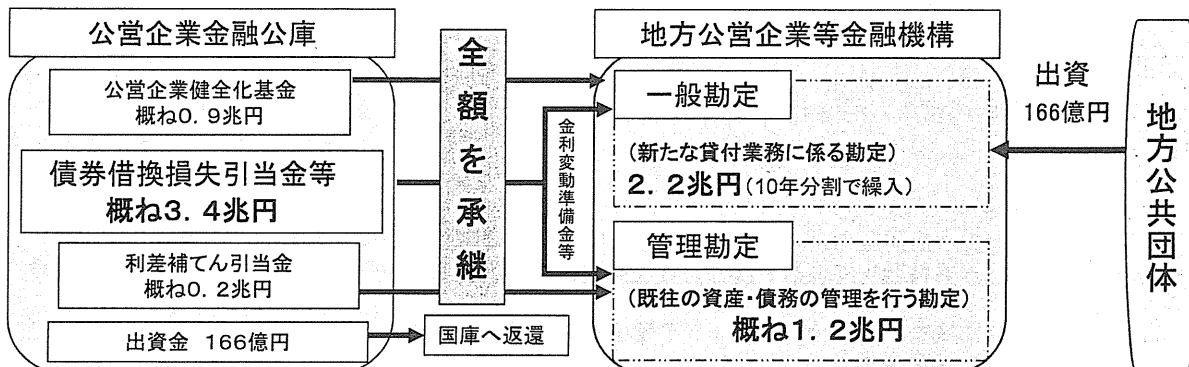 公営企業金融公庫
公営企業健全化基金
概ね0.9兆円
債券借換損失引当金等
概ね3.4兆円
利差補てん引当金
概ね0.2兆円
出資金 166億円
全額を承継
国庫へ返還
金利変動準備金等
地方公営企業等金融機構
一般勘定
(新たな貸付業務に係る勘定)
2.2兆円(10年分割で繰入)
管理勘定
(既往の資産・債務の管理を行う勘定)
概ね1.2兆円
出資
166億円
地方公共団体